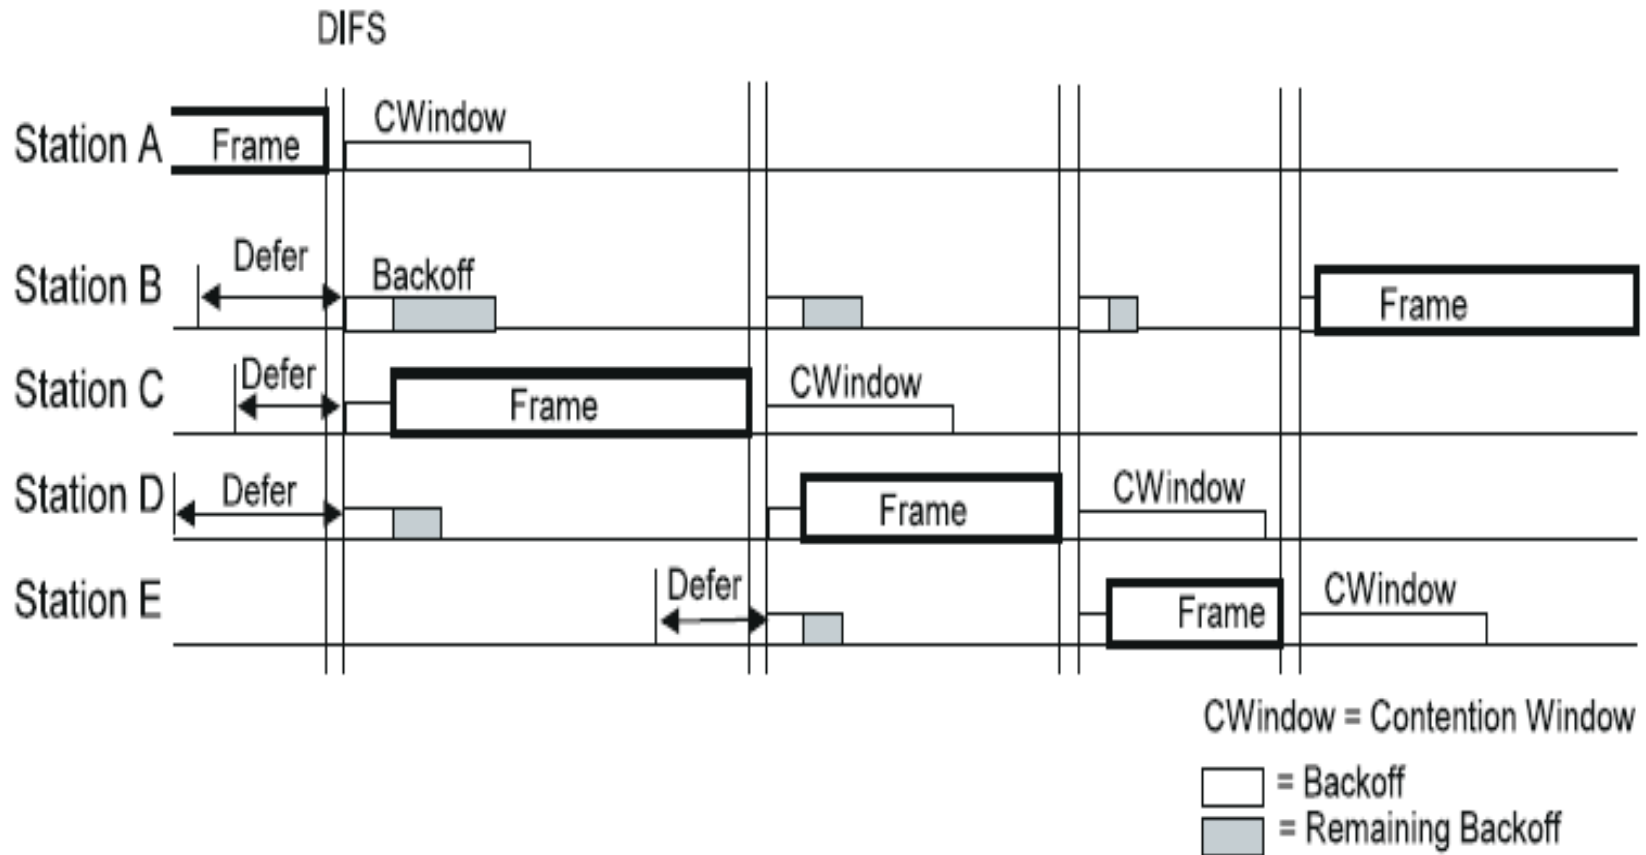 DIFS
Station A Frame CWindow
Station B Defer Backoff Frame
Station C Defer Frame CWindow
Station D Defer Frame CWindow
Station E Defer Frame CWindow
CWindow = Contention Window
= Backoff
= Remaining Backoff